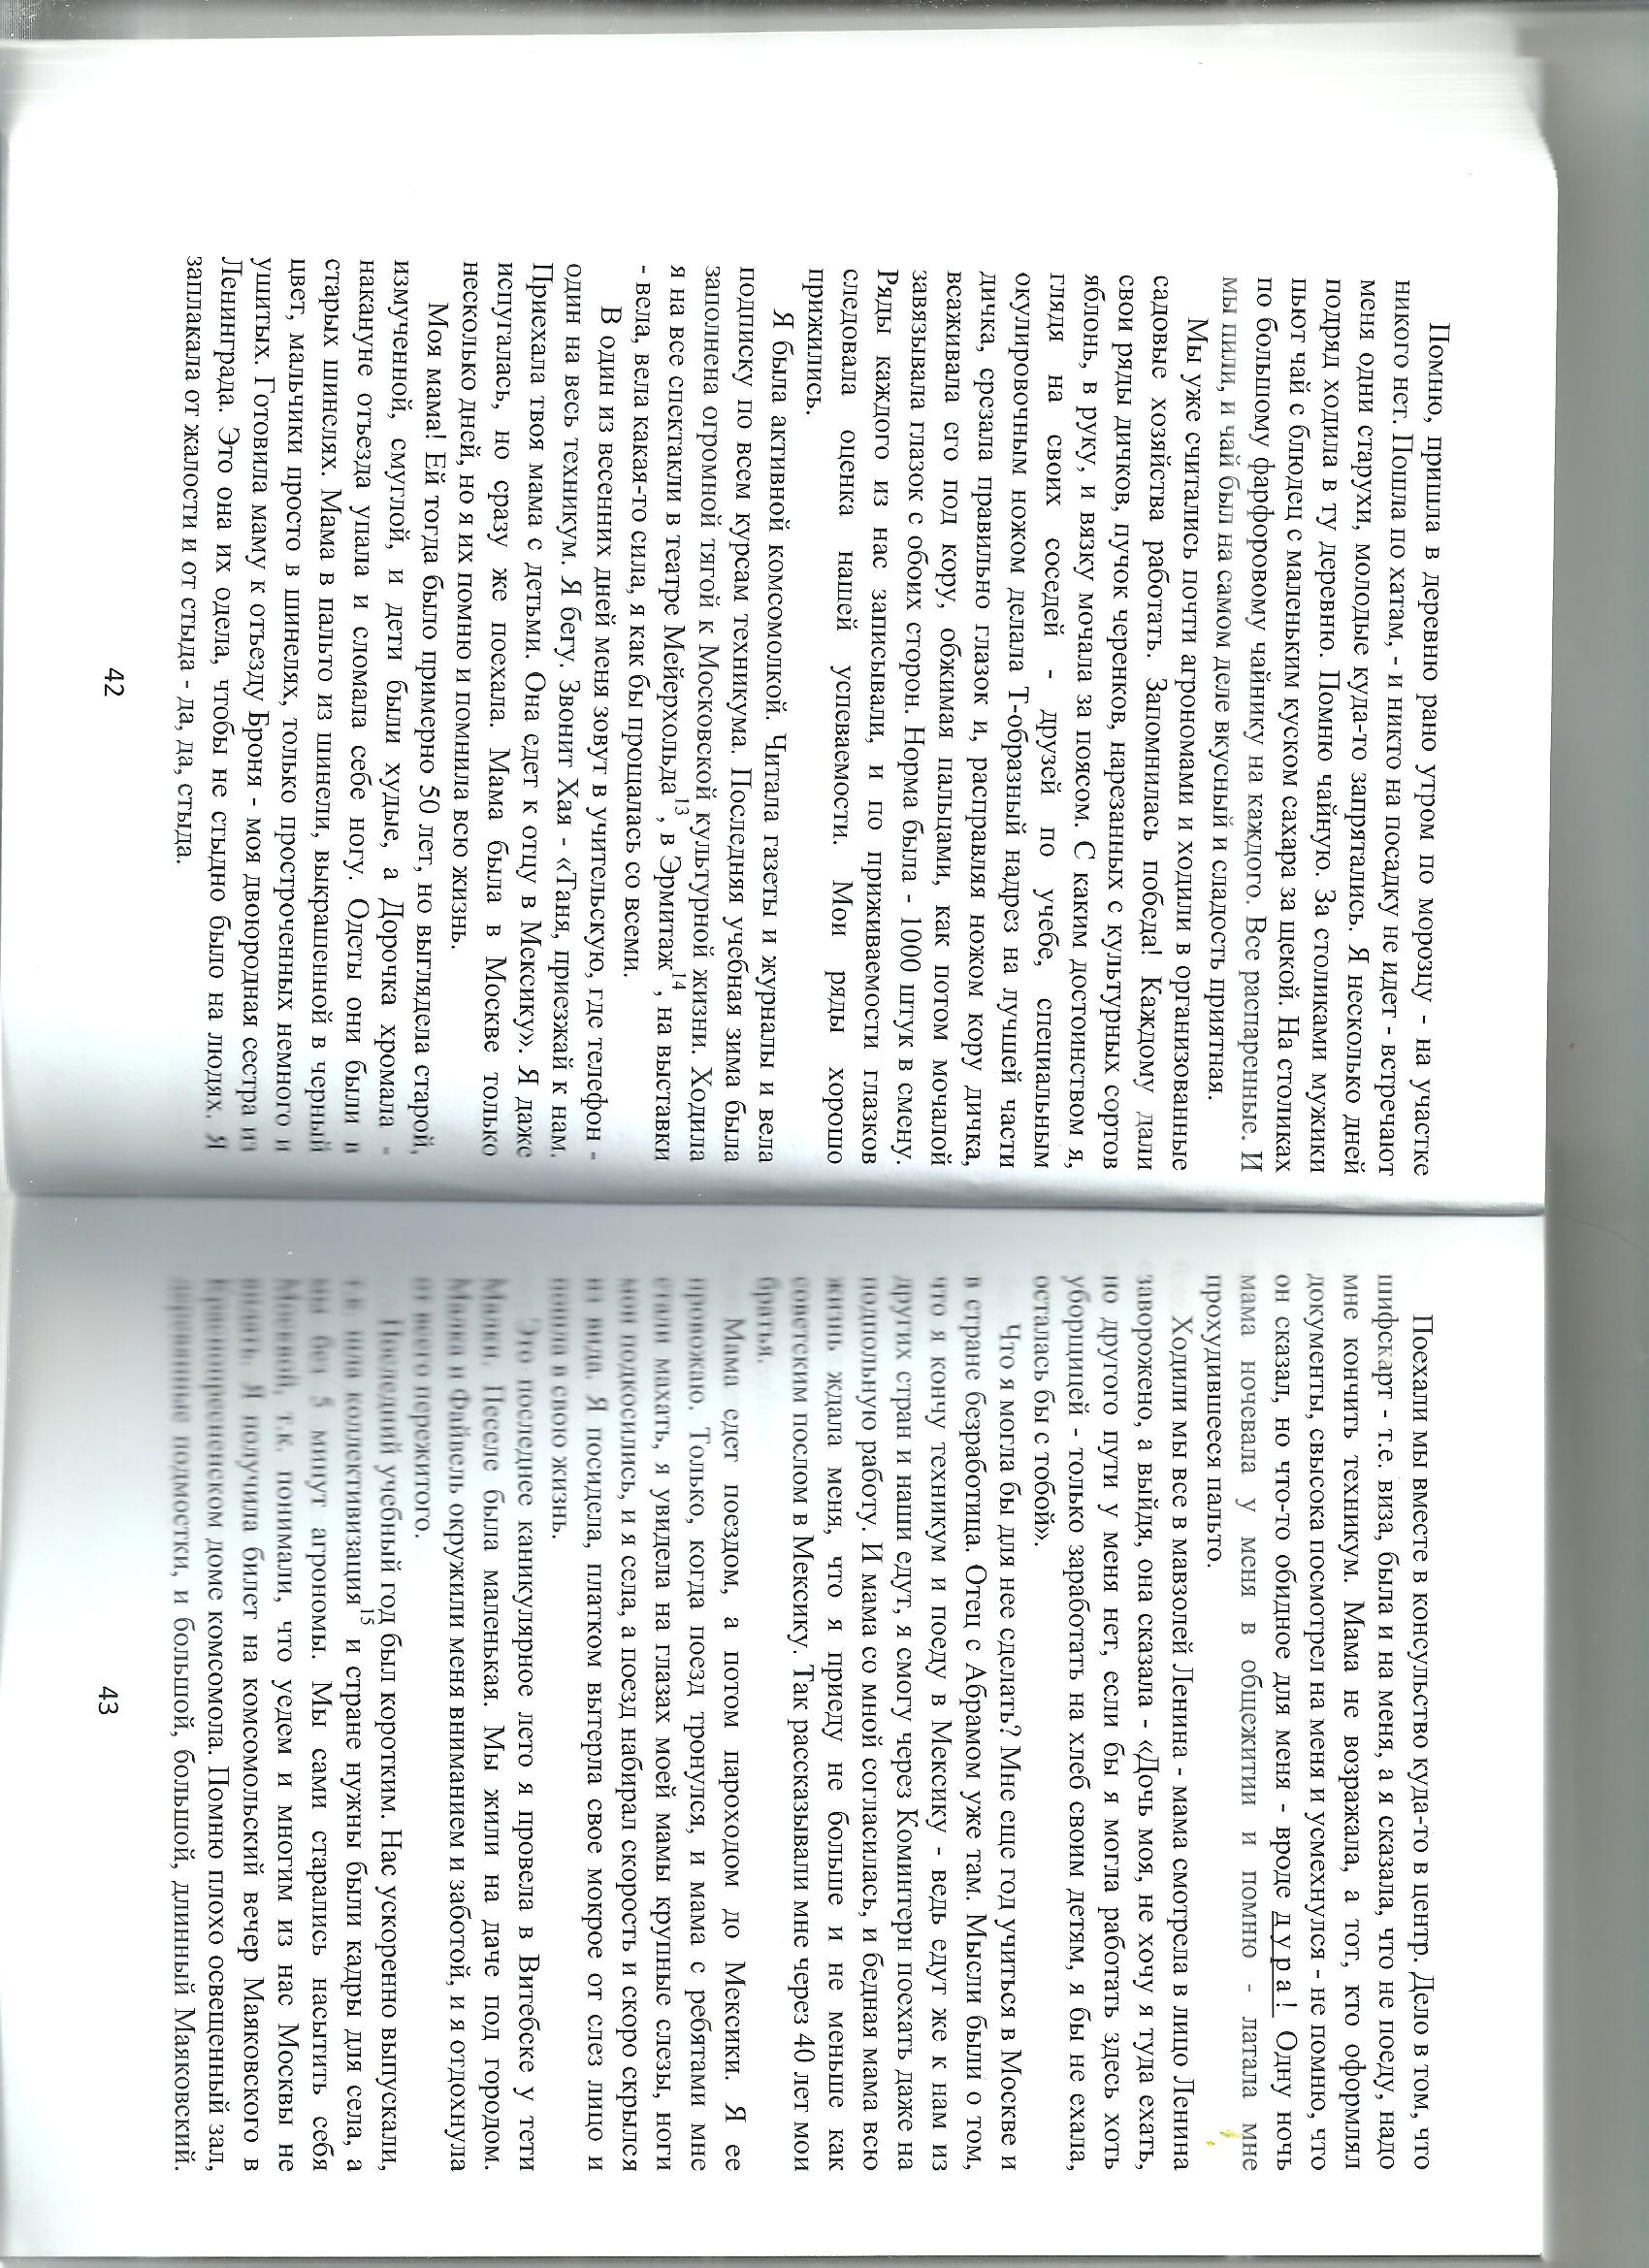 Помню, пришла в деревню рано утром по морозцу - на участке
никого нет. Пошла по хатам, - и никто на посадку не идет - встречают
меня одни старухи, молодые куда-то запрятались. Я несколько дней
подряд ходила в ту деревню. Помню чайную. За столиками мужики
пьют чай с блюдец с маленьким куском сахара за щекой. На столиках
по большому фарфоровому чайнику на каждого. Все распаренные. И
мы пили, и чай был на самом деле вкусный и сладость приятная.
Мы уже считались почти агрономами и ходили в организованные
садовые хозяйства работать. Запомнилась победа! Каждому дали
свои ряды дичков, пучок черенков, нарезанных с культурных сортов
яблонь, в руку, и вязку мочала за поясом. С каким достоинством я,
глядя на своих соседей - друзей по учебе, специальным
окулировочным ножом делала Т-образный надрез на лучшей части
дичка, срезала правильно глазок и, расправляя ножом кору дичка,
всаживала его под кору, обжимая пальцами, как потом мочалой
завязывала глазок с обоих сторон. Норма была - 1000 штук в смену.
Ряды каждого из нас записывали, и по приживаемости глазков
следовала оценка нашей успеваемости. Мои ряды хорошо
прижились.
Я была активной комсомолкой. Читала газеты и журналы и вела
подписку по всем курсам техникума. Последняя учебная зима была
заполнена огромной тягой к Московской культурной жизни. Ходила
я на все спектакли в театре Мейерхольда13, в Эрмитаж14, на выставки
- вела, вела какая-то сила, я как бы прощалась со всеми.
В один из весенних дней меня зовут в учительскую, где телефон -
один на весь техникум. Я бегу. Звонит Хая - «Таня, приезжай к нам.
Приехала твоя мама с детьми. Она едет к отцу в Мексику». Я даже
испугалась, но сразу же поехала. Мама была в Москве только
несколько дней, но я их помню и помнила всю жизнь.
Моя мама! Ей тогда было примерно 50 лет, но выглядела старой,
измученной, смуглой, и дети были худые, а Дорочка хромала -
накануне отъезда упала и сломала себе ногу. Одеты они были в
старых шинелях. Мама в пальто из шинели, выкрашенной в черный
цвет, мальчики просто в шинелях, только простроченных немного и
ушитых. Готовила маму к отъезду Броня - моя двоюродная сестра из
Ленинграда. Это она их одела, чтобы не стыдно было на людях. Я
заплакала от жалости и от стыда - да, да, стыда.
42
Поехали мы вместе в консульство куда-то в центр. Дело в том, что
шифскарт - т.е. виза, была и на меня, а я сказала, что не поеду, надо
мне кончить техникум. Мама не возражала, а тот, кто оформлял
документы, свысока посмотрел на меня и усмехнулся - не помню, что
он сказал, но что-то обидное для меня - вроде д у р а ! Одну ночь
мама ночевала у меня в общежитии и помню - латала мне
прохудившееся пальто.
Ходили мы все в мавзолей Ленина - мама смотрела в лицо Ленина
заворожено, а выйдя, она сказала - «Дочь моя, не хочу я туда ехать,
но другого пути у меня нет, если бы я могла работать здесь хоть
уборщицей - только заработать на хлеб своим детям, я бы не ехала,
осталась бы с тобой».
Что я могла бы для нее сделать? Мне еще год учиться в Москве и
в стране безработица. Отец с Абрамом уже там. Мысли были о том,
что я кончу техникум и поеду в Мексику - ведь едут же к нам из
других стран и наши едут, я смогу через Коминтерн поехать даже на
подпольную работу. И мама со мной согласилась, и бедная мама всю
жизнь ждала меня, что я приеду не больше и не меньше как
советским послом в Мексику. Так рассказывали мне через 40 лет мои
братья.
Мама едет поездом, а потом пароходом до Мексики. Я ее
провожаю. Только, когда поезд тронулся, и мама с ребятами мне
стали махать, я увидела на глазах моей мамы крупные слезы, ноги
мои подкосились, и я села, а поезд набирал скорость и скоро скрылся
из вида. Я посидела, платком вытерла свое мокрое от слез лицо и
пошла в свою жизнь.
Это последнее каникулярное лето я провела в Витебске у тети
Малки. Песеле была маленькая. Мы жили на даче под городом.
Малка и Файвель окружили меня вниманием и заботой, и я отдохнула
от всего пережитого.
Последний учебный год был коротким. Нас ускоренно выпускали,
т.к. шла коллективизация15 и стране нужны были кадры для села, а
мы без 5 минут агрономы. Мы сами старались насытить себя
Москвой, т.к. понимали, что уедем и многим из нас Москвы не
видать. Я получила билет на комсомольский вечер Маяковского в
Краснопресненском доме комсомола. Помню плохо освещенный зал,
деревянные подмостки, и большой, большой, длинный Маяковский.
43